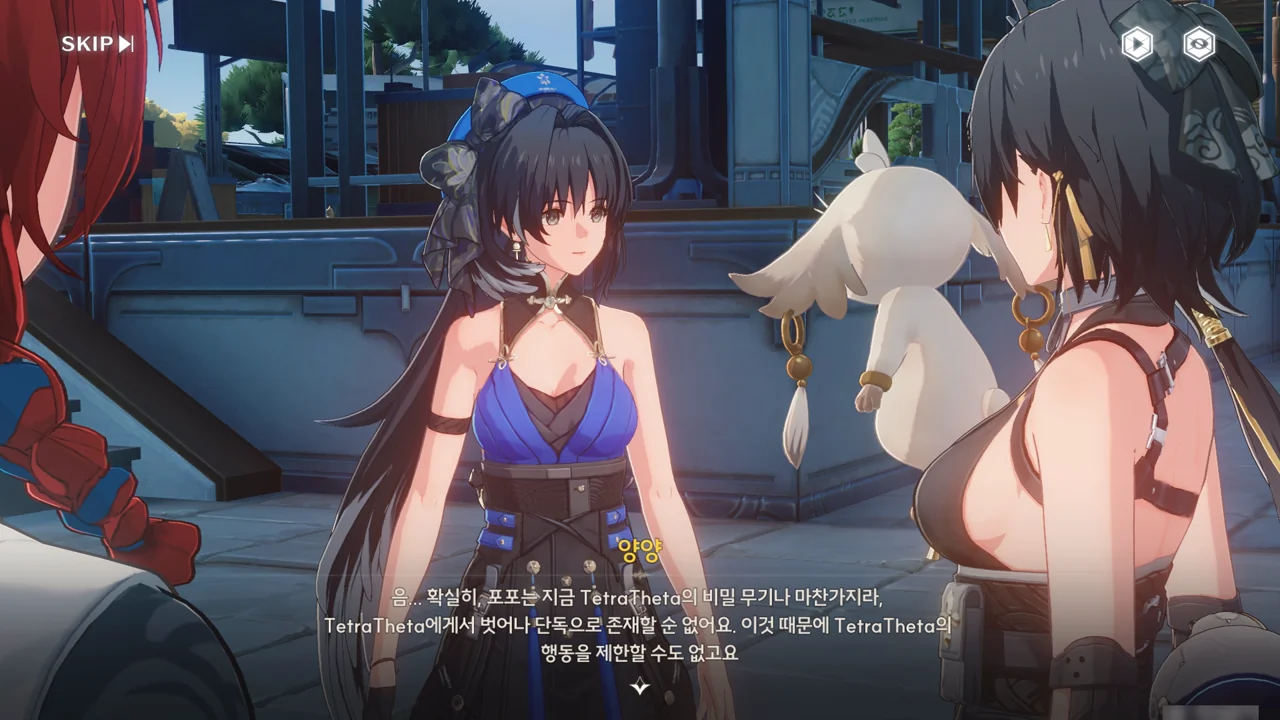 SKIP
양양
음... 확실히, 포포는 지금 TetraTheta의 비밀 무기나 마찬가지라,
TetraTheta에게서 벗어나 단독으로 존재할 순 없어요. 이것 때문에 TetraTheta의
행동을 제한할 수도 없고요